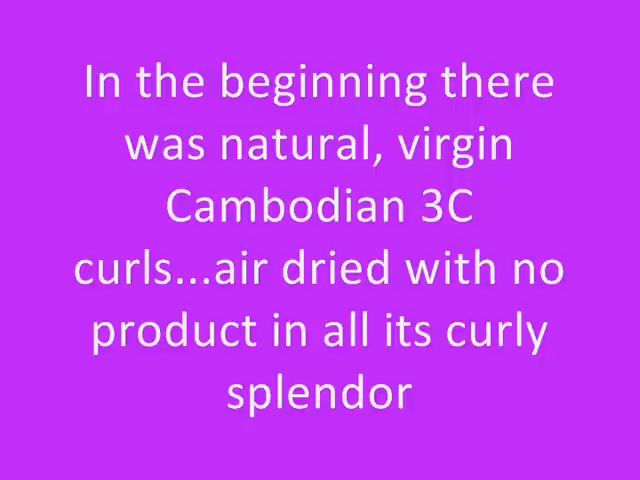 In the beginning there
was natural, virgin
Cambodian 3C
curls...air dried with no
product in all its curly
splendor